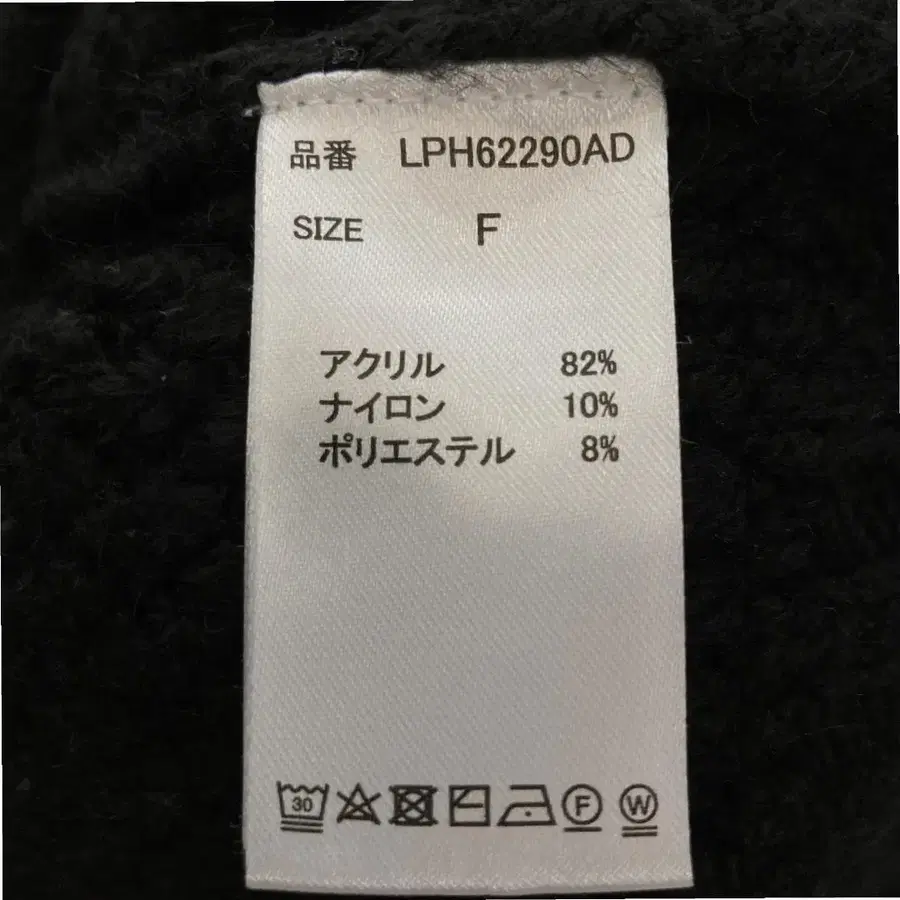 品番 LPH62290AD
SIZE F
アクリル 82%
ナイロン 10%
ポリエステル 8%
30 F W